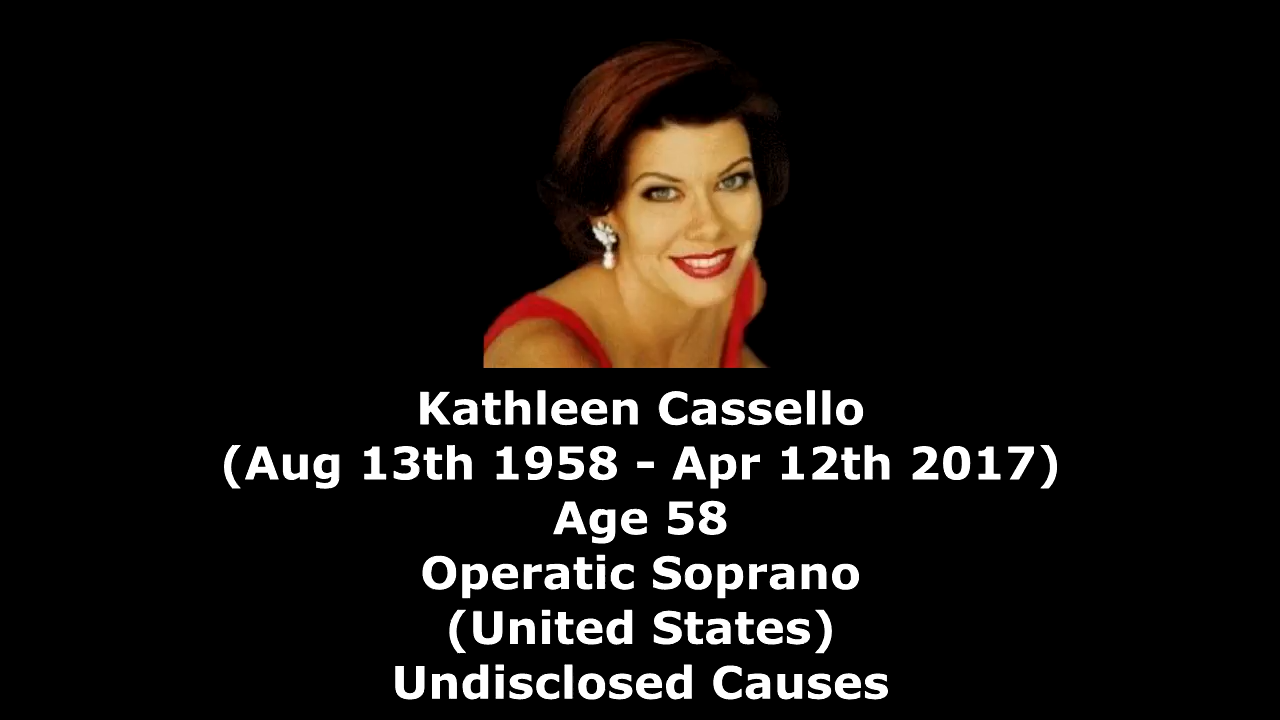 Kathleen Cassello
(Aug 13th 1958 - Apr 12th 2017)
Age 58
Operatic Soprano
(United States)
Undisclosed Causes